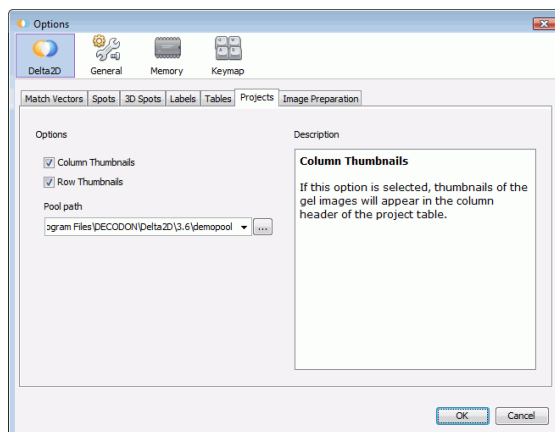 Options
Delta2D
General
Memory
Keymap
Match Vectors
Spots
3D Spots
Labels
Tables
Projects
Image Preparation
Options
Column Thumbnails
Row Thumbnails
Pool path
ogram Files\DECODON\Delta2D\3.6\demopool
...
Description
Column Thumbnails
If this option is selected, thumbnails of the
gel images will appear in the column
header of the project table.
OK
Cancel